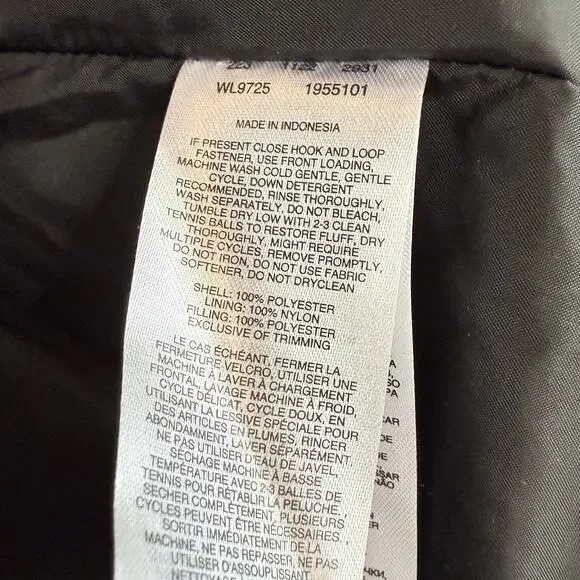 223 1722 2931
WL9725 1955101
MADE IN INDONESIA
IF PRESENT CLOSE HOOK AND LOOP
FASTENER, USE FRONT LOADING,
MACHINE WASH COLD GENTLE, GENTLE
CYCLE, DOWN DETERGENT
RECOMMENDED, RINSE THOROUGHLY,
WASH SEPARATELY, DO NOT BLEACH,
TUMBLE DRY LOW WITH 2-3 CLEAN
TENNIS BALLS TO RESTORE FLUFF, DRY
THOROUGHLY, MIGHT REQUIRE
MULTIPLE CYCLES, REMOVE PROMPTLY,
DO NOT IRON, DO NOT USE FABRIC
SOFTENER, DO NOT DRYCLEAN
SHELL: 100% POLYESTER
LINING: 100% NYLON
FILLING: 100% POLYESTER
EXCLUSIVE OF TRIMMING
LE CAS ÉCHÉANT, FERMER LA
FERMETURE VELCRO, UTILISER UNE
MACHINE À LAVER À CHARGEMENT
FRONTAL, LAVAGE MACHINE À FROID,
CYCLE DÉLICAT, CYCLE DOUX, EN
UTILISANT LA LESSIVE SPÉCIALE POUR
DES ARTICLES EN PLUMES, RINCER
ABONDAMMENT, LAVER SÉPARÉMENT,
NE PAS UTILISER D'EAU DE JAVEL,
SÉCHAGE MACHINE À BASSE
TEMPÉRATURE AVEC 2-3 BALLES DE
TENNIS POUR RÉTABLIR LA PELUCHE,
SÉCHER COMPLÈTEMENT, PLUSIEURS
CYCLES PEUVENT ÊTRE NÉCESSAIRES,
SORTIR IMMÉDIATEMENT DE LA
MACHINE, NE PAS REPASSER, NE PAS
UTILISER D'ASSOUPLISSANT,
NETTOYAGE